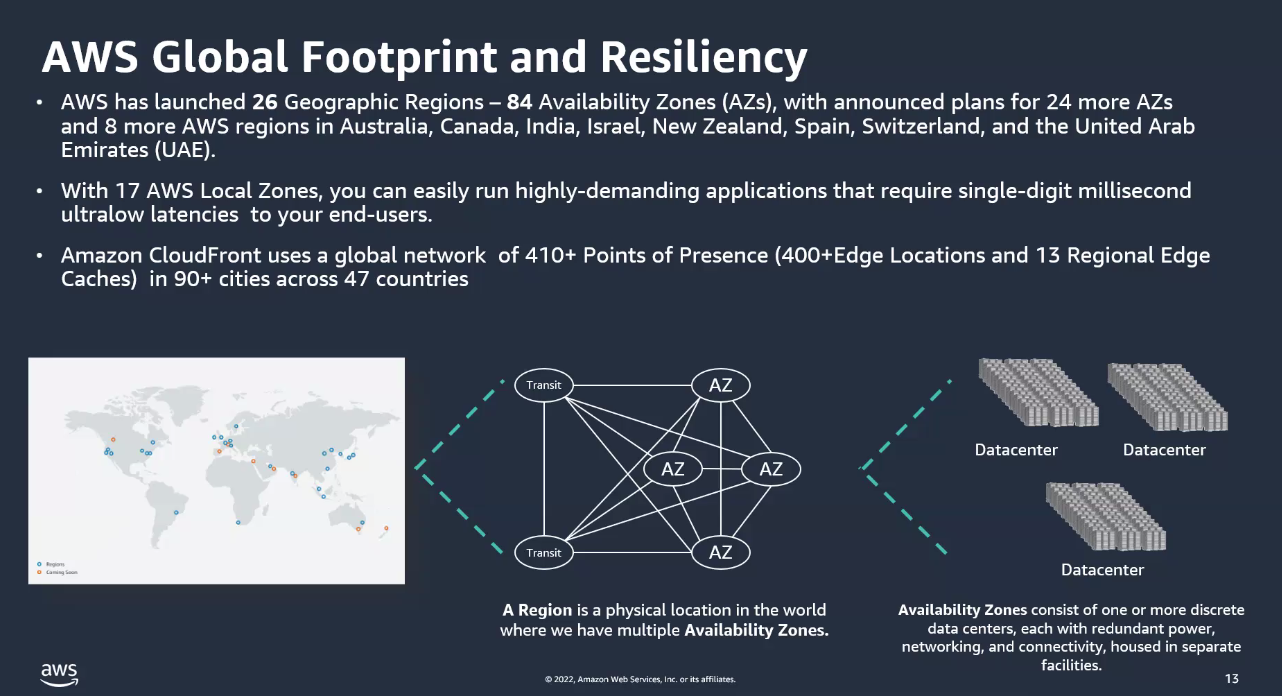 AWS Global Footprint and Resiliency
• AWS has launched 26 Geographic Regions – 84 Availability Zones (AZs), with announced plans for 24 more AZs
and 8 more AWS regions in Australia, Canada, India, Israel, New Zealand, Spain, Switzerland, and the United Arab
Emirates (UAE).
• With 17 AWS Local Zones, you can easily run highly-demanding applications that require single-digit millisecond
ultralow latencies to your end-users.
• Amazon CloudFront uses a global network of 410+ Points of Presence (400+Edge Locations and 13 Regional Edge
Caches) in 90+ cities across 47 countries
Regions
Coming Soon
Transit
AZ
AZ
AZ
Transit
AZ
A Region is a physical location in the world
where we have multiple Availability Zones.
Datacenter
Datacenter
Datacenter
Availability Zones consist of one or more discrete
data centers, each with redundant power,
networking, and connectivity, housed in separate
facilities.
aws
© 2022, Amazon Web Services, Inc. or its affiliates.
13